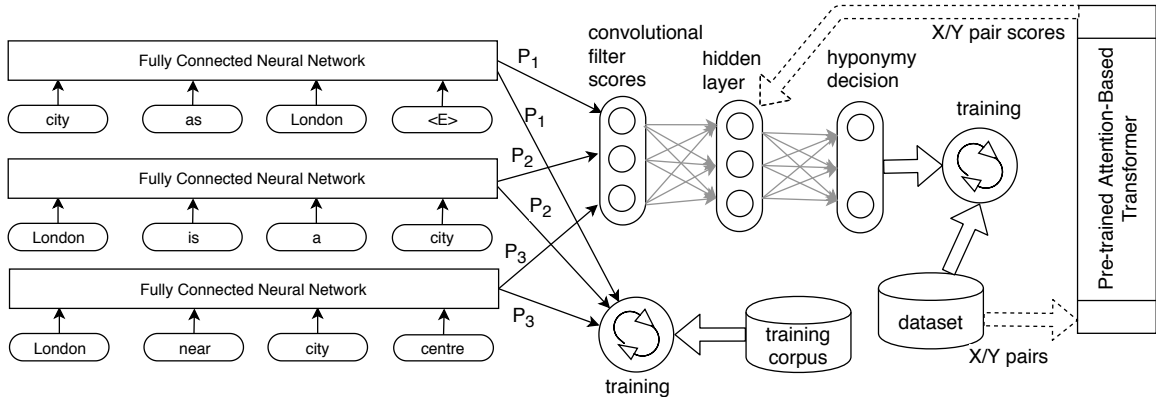 X/Y pair scores
convolutional
filter
scores
hidden
layer
hyponymy
decision
training
Pre-trained Attention-Based
Transformer
Fully Connected Neural Network
city as London <E>
P1
P1
Fully Connected Neural Network
London is a city
P2
P2
Fully Connected Neural Network
London near city centre
P3
P3
training
training
corpus
dataset
X/Y pairs